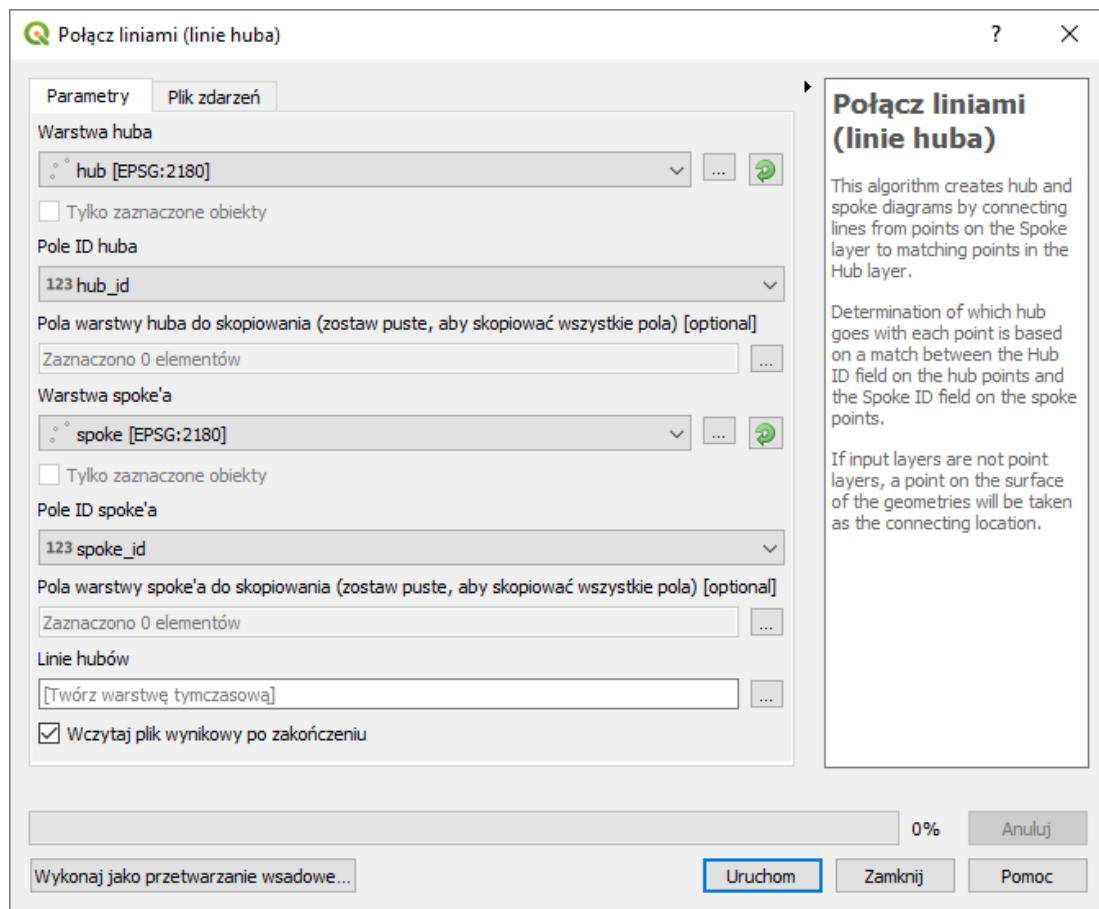 Połącz liniami (linie huba)
?
Parametry
Plik zdarzeń
Warstwa huba
hub [EPSG:2180]
...
Tylko zaznaczone obiekty
Pole ID huba
123 hub_id
Pola warstwy huba do skopiowania (zostaw puste, aby skopiować wszystkie pola) [optional]
Zaznaczono 0 elementów
...
Warstwa spoke'a
spoke [EPSG:2180]
...
Tylko zaznaczone obiekty
Pole ID spoke'a
123 spoke_id
Pola warstwy spoke'a do skopiowania (zostaw puste, aby skopiować wszystkie pola) [optional]
Zaznaczono 0 elementów
...
Linie hubów
[Twórz warstwę tymczasową]
...
Wczytaj plik wynikowy po zakończeniu
Połącz liniami
(linie huba)
This algorithm creates hub and
spoke diagrams by connecting
lines from points on the Spoke
layer to matching points in the
Hub layer.
Determination of which hub
goes with each point is based
on a match between the Hub
ID field on the hub points and
the Spoke ID field on the spoke
points.
If input layers are not point
layers, a point on the surface
of the geometries will be taken
as the connecting location.
0%
Anuluj
Wykonaj jako przetwarzanie wsadowe...
Uruchom
Zamknij
Pomoc